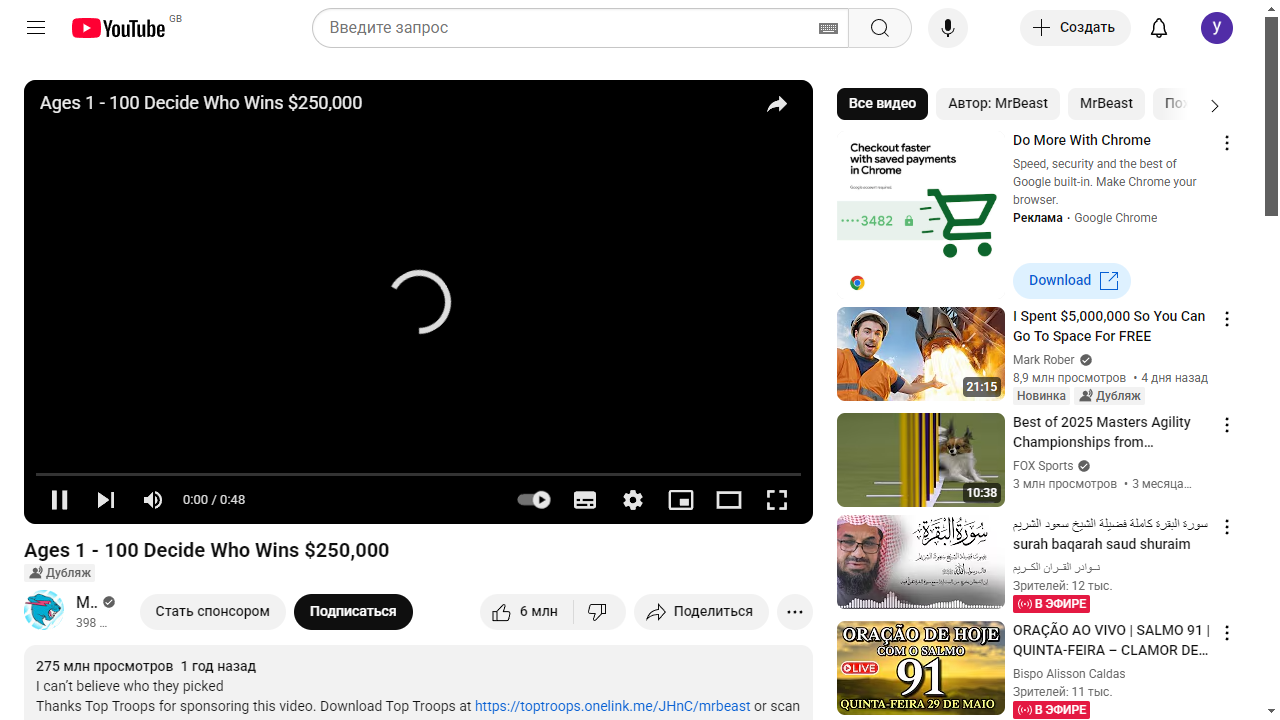 YouTube GB
Введите запрос
Создать
y
Ages 1 - 100 Decide Who Wins $250,000
0:00 / 0:48
Ages 1 - 100 Decide Who Wins $250,000
Дубляж
M..
398 ...
Стать спонсором
Подписаться
6 млн
Поделиться
275 млн просмотров 1 год назад
I can't believe who they picked
Thanks Top Troops for sponsoring this video. Download Top Troops at https://toptroops.onelink.me/JHnC/mrbeast or scan
Все видео
Автор: MrBeast
MrBeast
Checkout faster
with saved payments
in Chrome
Google account required.
3482
Do More With Chrome
Speed, security and the best of
Google built-in. Make Chrome your
browser.
Реклама · Google Chrome
Download
21:15
I Spent $5,000,000 So You Can
Go To Space For FREE
Mark Rober
8,9 млн просмотров • 4 дня назад
Новинка
Дубляж
10:38
Best of 2025 Masters Agility
Championships from…
FOX Sports
3 млн просмотров • 3 месяца…
سورة البقرة
سورة البقرة كاملة فضيلة الشيخ سعود الشريم
surah baqarah saud shuraim
نــوادر القــران الكــريم
Зрителей: 12 тыс.
В ЭФИРЕ
ORAÇÃO DE HOJE
COM O SALMO
LIVE
91
QUINTA-FEIRA 29 DE MAIO
ORAÇÃO AO VIVO | SALMO 91 |
QUINTA-FEIRA – CLAMOR DE…
Bispo Alisson Caldas
Зрителей: 11 тыс.
В ЭФИРЕ